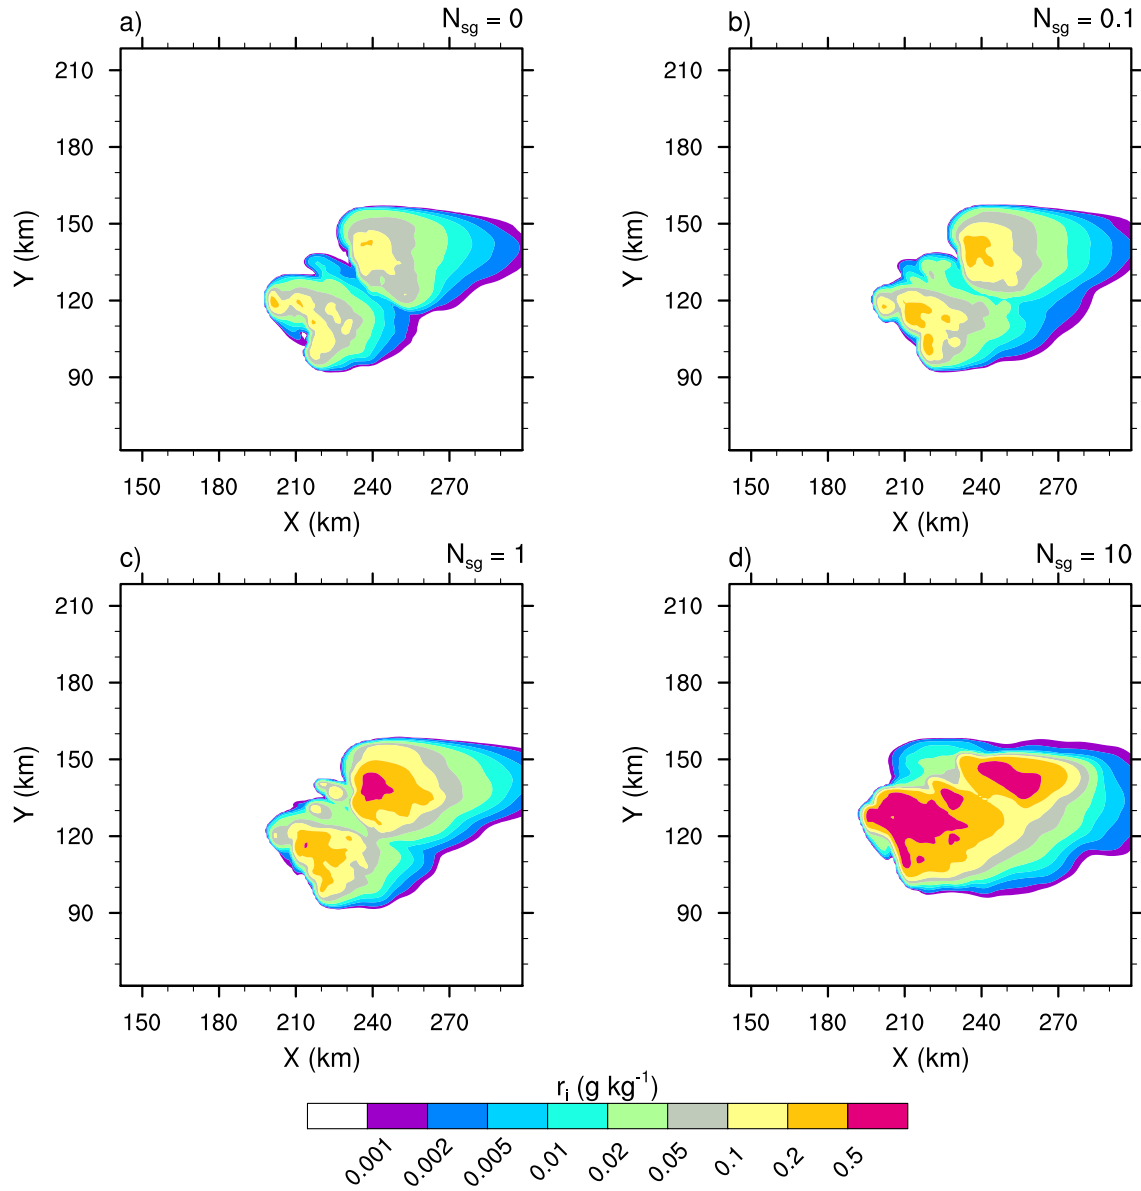 a) N_sg = 0
210
180
150
120
90
Y (km)
150 180 210 240 270
X (km)
b) N_sg = 0.1
210
180
150
120
90
Y (km)
150 180 210 240 270
X (km)
c) N_sg = 1
210
180
150
120
90
Y (km)
150 180 210 240 270
X (km)
d) N_sg = 10
210
180
150
120
90
Y (km)
150 180 210 240 270
X (km)
r_i (g kg⁻¹)
0.001 0.002 0.005 0.01 0.02 0.05 0.1 0.2 0.5